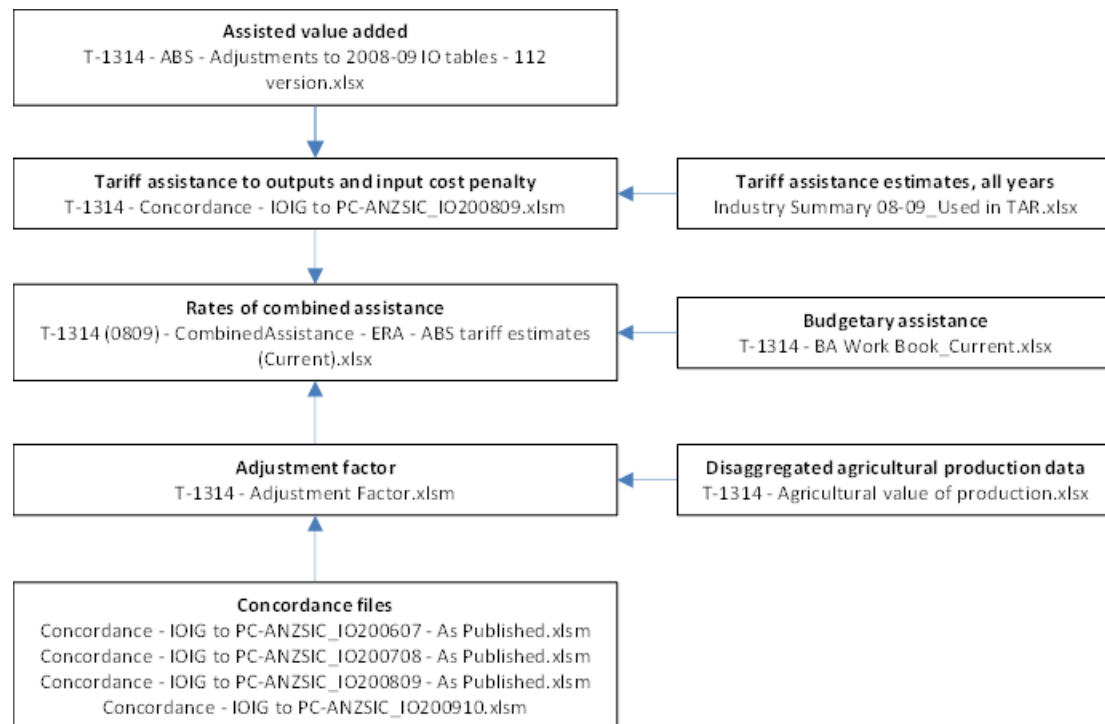 Assisted value added
T-1314 - ABS - Adjustments to 2008-09 IO tables - 112
version.xlsx
Tariff assistance to outputs and input cost penalty
T-1314 - Concordance - IOIG to PC-ANZSIC_IO200809.xlsm
Tariff assistance estimates, all years
Industry Summary 08-09_Used in TAR.xlsx
Rates of combined assistance
T-1314 (0809) - CombinedAssistance - ERA - ABS tariff estimates
(Current).xlsx
Budgetary assistance
T-1314 - BA Work Book_Current.xlsx
Adjustment factor
T-1314 - Adjustment Factor.xlsm
Disaggregated agricultural production data
T-1314 - Agricultural value of production.xlsx
Concordance files
Concordance - IOIG to PC-ANZSIC_IO200607 - As Published.xlsm
Concordance - IOIG to PC-ANZSIC_IO200708 - As Published.xlsm
Concordance - IOIG to PC-ANZSIC_IO200809 - As Published.xlsm
Concordance - IOIG to PC-ANZSIC_IO200910.xlsm